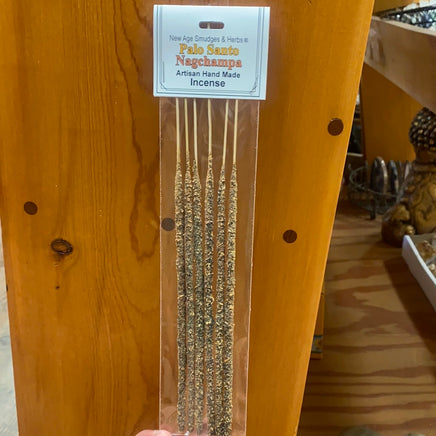 New Age Smudges & Herbs®
Palo Santo
Nagchampa
Artisan Hand Made
Incense